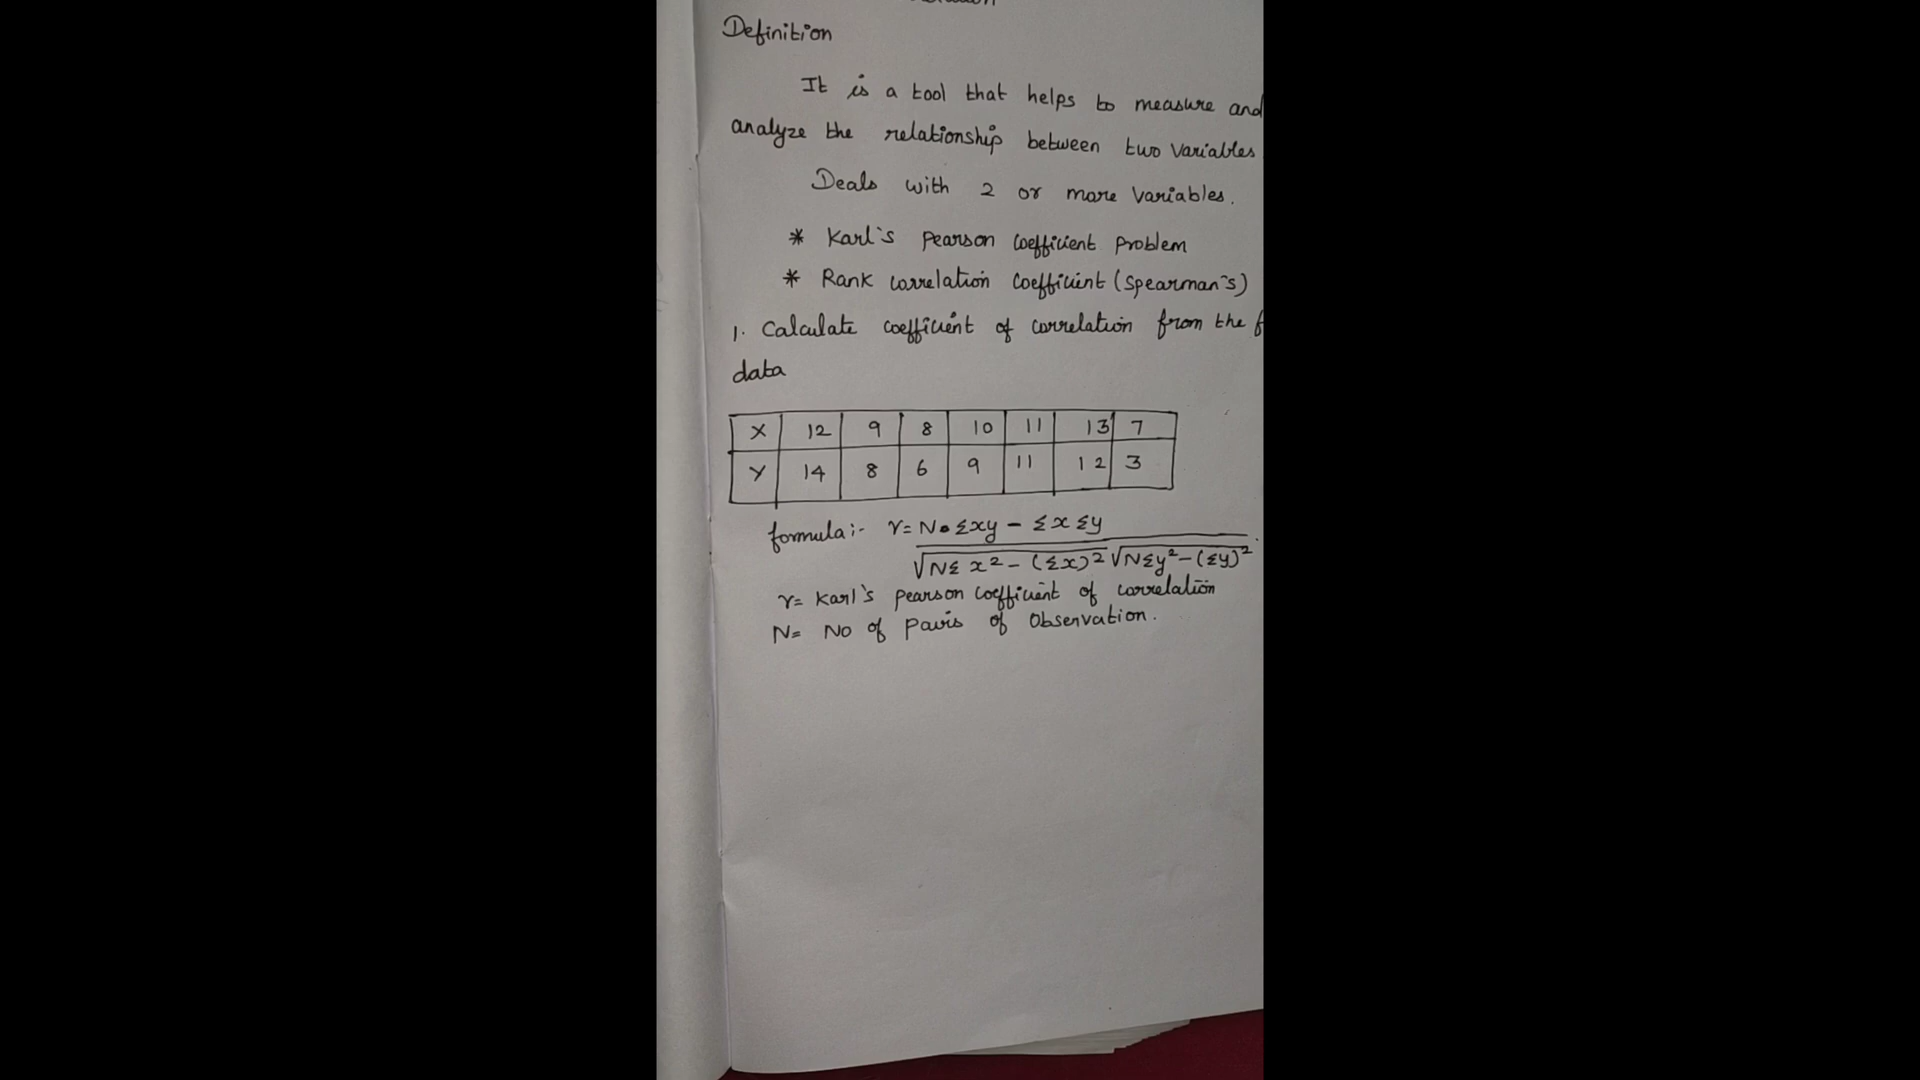 Definition
It is a tool that helps to measure and
analyze the relationship between two variables
Deals with 2 or more variables.
* Karl's pearson coefficient problem
* Rank correlation coefficient (Spearman's)
1. Calculate coefficient of correlation from the
data
X 12 9 8 10 11 13 7
Y 14 8 6 9 11 12 3
formula:- r= N. Σxy - Σx Σy
√NΣx² - (Σx)² √NΣy² - (Σy)².
r= Karl's pearson coefficient of correlation
N= No of pairs of Observation.